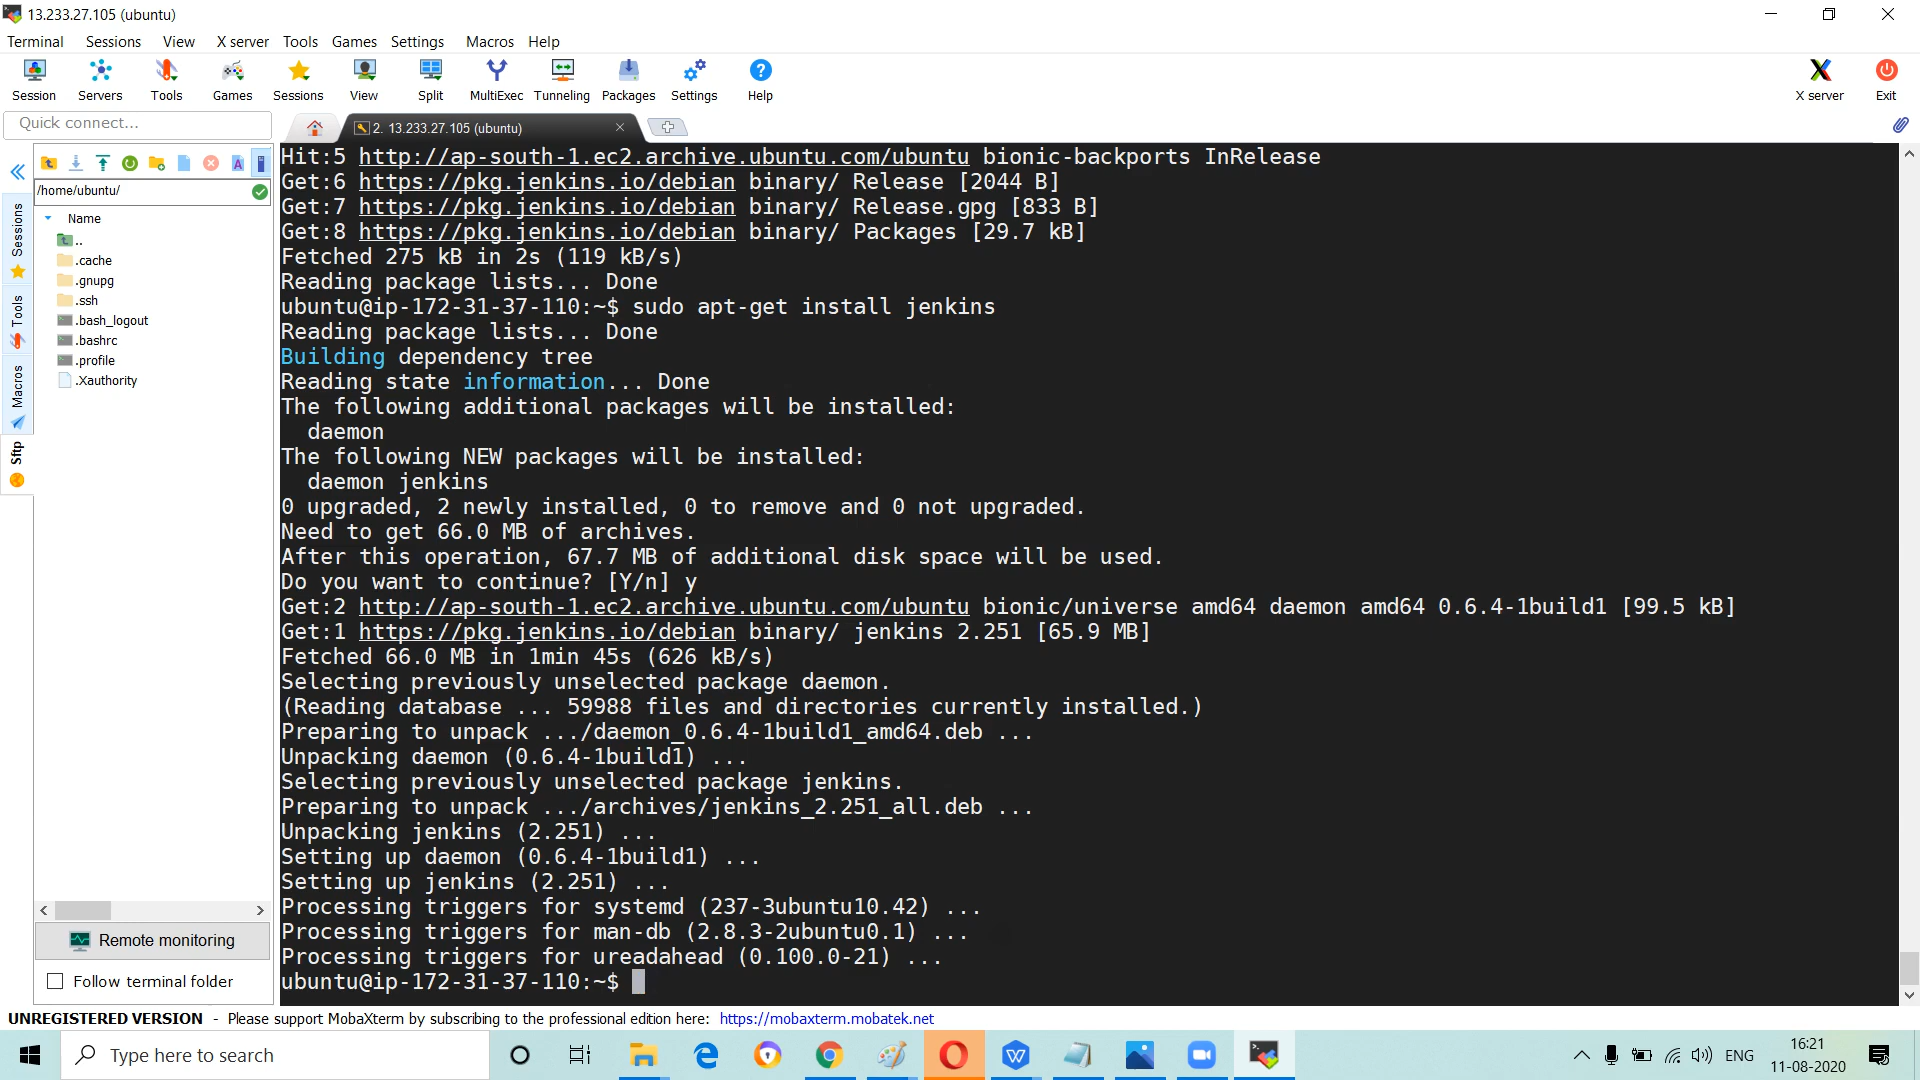 13.233.27.105 (ubuntu)
Terminal Sessions View X server Tools Games Settings Macros Help
Session Servers Tools Games Sessions View Split MultiExec Tunneling Packages Settings Help X server Exit
Quick connect...
2. 13.233.27.105 (ubuntu)
/home/ubuntu/
Name
..
.cache
.gnupg
.ssh
.bash_logout
.bashrc
.profile
.Xauthority
Sessions
Tools
Macros
Sftp
Remote monitoring
Follow terminal folder
Hit:5 http://ap-south-1.ec2.archive.ubuntu.com/ubuntu bionic-backports InRelease
Get:6 https://pkg.jenkins.io/debian binary/ Release [2044 B]
Get:7 https://pkg.jenkins.io/debian binary/ Release.gpg [833 B]
Get:8 https://pkg.jenkins.io/debian binary/ Packages [29.7 kB]
Fetched 275 kB in 2s (119 kB/s)
Reading package lists... Done
ubuntu@ip-172-31-37-110:~$ sudo apt-get install jenkins
Reading package lists... Done
Building dependency tree
Reading state information... Done
The following additional packages will be installed:
  daemon
The following NEW packages will be installed:
  daemon jenkins
0 upgraded, 2 newly installed, 0 to remove and 0 not upgraded.
Need to get 66.0 MB of archives.
After this operation, 67.7 MB of additional disk space will be used.
Do you want to continue? [Y/n] y
Get:2 http://ap-south-1.ec2.archive.ubuntu.com/ubuntu bionic/universe amd64 daemon amd64 0.6.4-1build1 [99.5 kB]
Get:1 https://pkg.jenkins.io/debian binary/ jenkins 2.251 [65.9 MB]
Fetched 66.0 MB in 1min 45s (626 kB/s)
Selecting previously unselected package daemon.
(Reading database ... 59988 files and directories currently installed.)
Preparing to unpack .../daemon_0.6.4-1build1_amd64.deb ...
Unpacking daemon (0.6.4-1build1) ...
Selecting previously unselected package jenkins.
Preparing to unpack .../archives/jenkins_2.251_all.deb ...
Unpacking jenkins (2.251) ...
Setting up daemon (0.6.4-1build1) ...
Setting up jenkins (2.251) ...
Processing triggers for systemd (237-3ubuntu10.42) ...
Processing triggers for man-db (2.8.3-2ubuntu0.1) ...
Processing triggers for ureadahead (0.100.0-21) ...
ubuntu@ip-172-31-37-110:~$
UNREGISTERED VERSION - Please support MobaXterm by subscribing to the professional edition here: https://mobaxterm.mobatek.net
Type here to search
ENG
16:21
11-08-2020